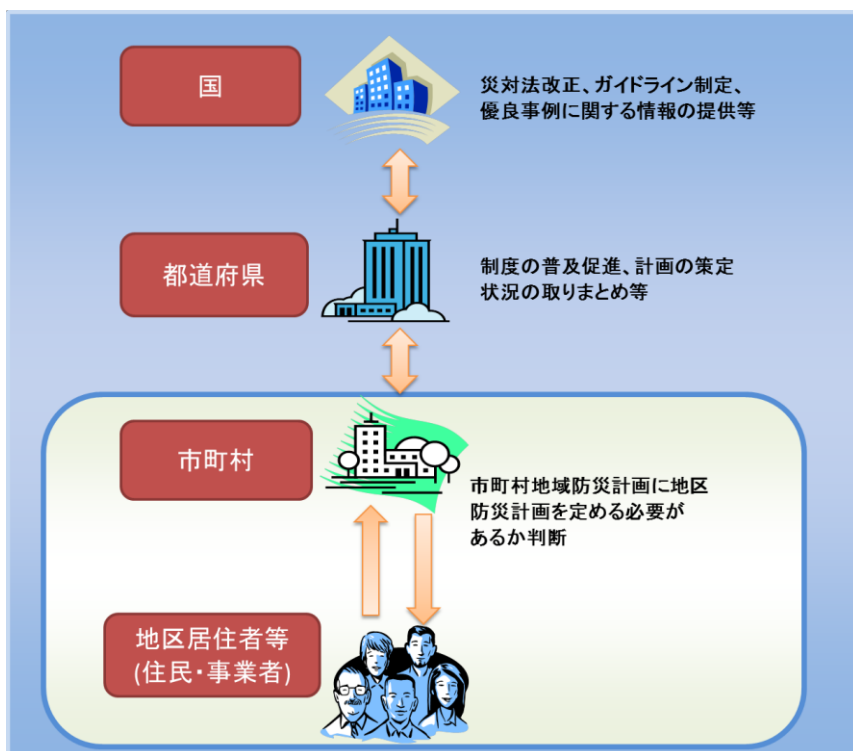 国
災対法改正、ガイドライン制定、
優良事例に関する情報の提供等
都道府県
制度の普及促進、計画の策定
状況の取りまとめ等
市町村
市町村地域防災計画に地区
防災計画を定める必要が
あるか判断
地区居住者等
(住民・事業者)